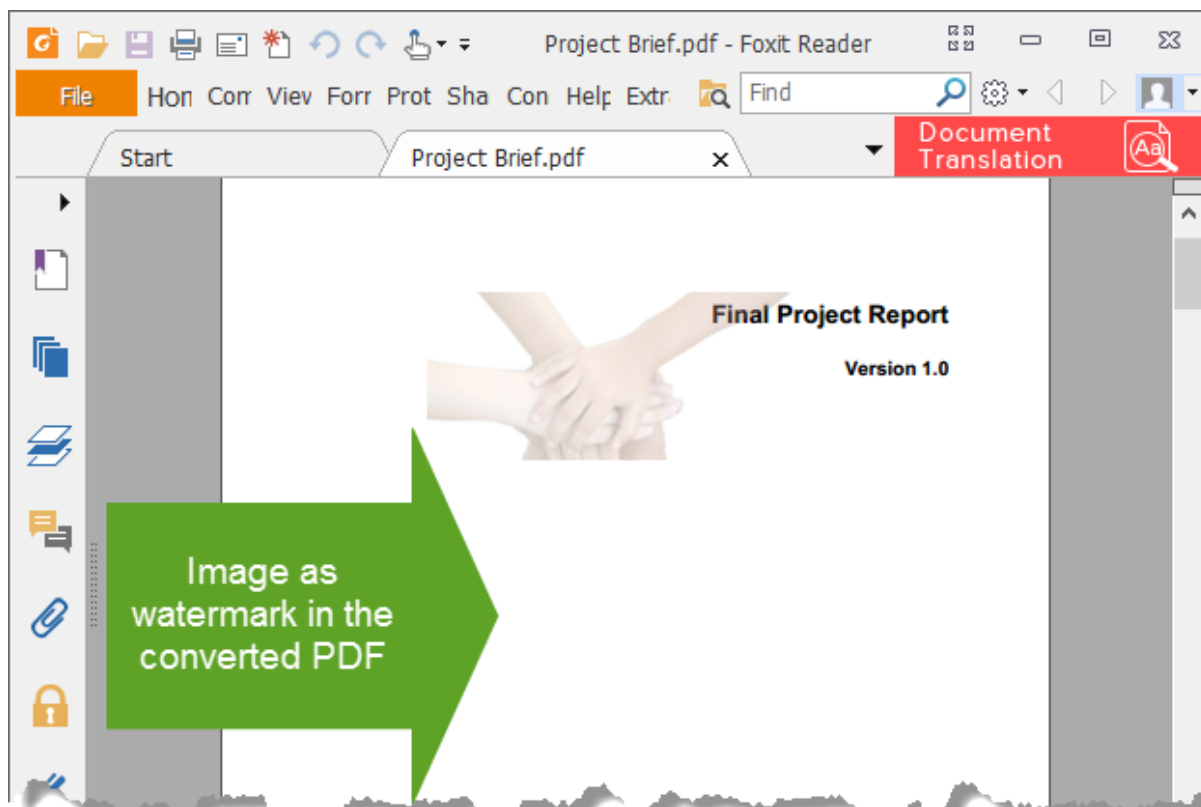 Project Brief.pdf - Foxit Reader
File Hon Con Viev Forr Prot Sha Con Help Extr Find
Start Project Brief.pdf x
Document
Translation
Aa
Final Project Report
Version 1.0
Image as
watermark in the
converted PDF